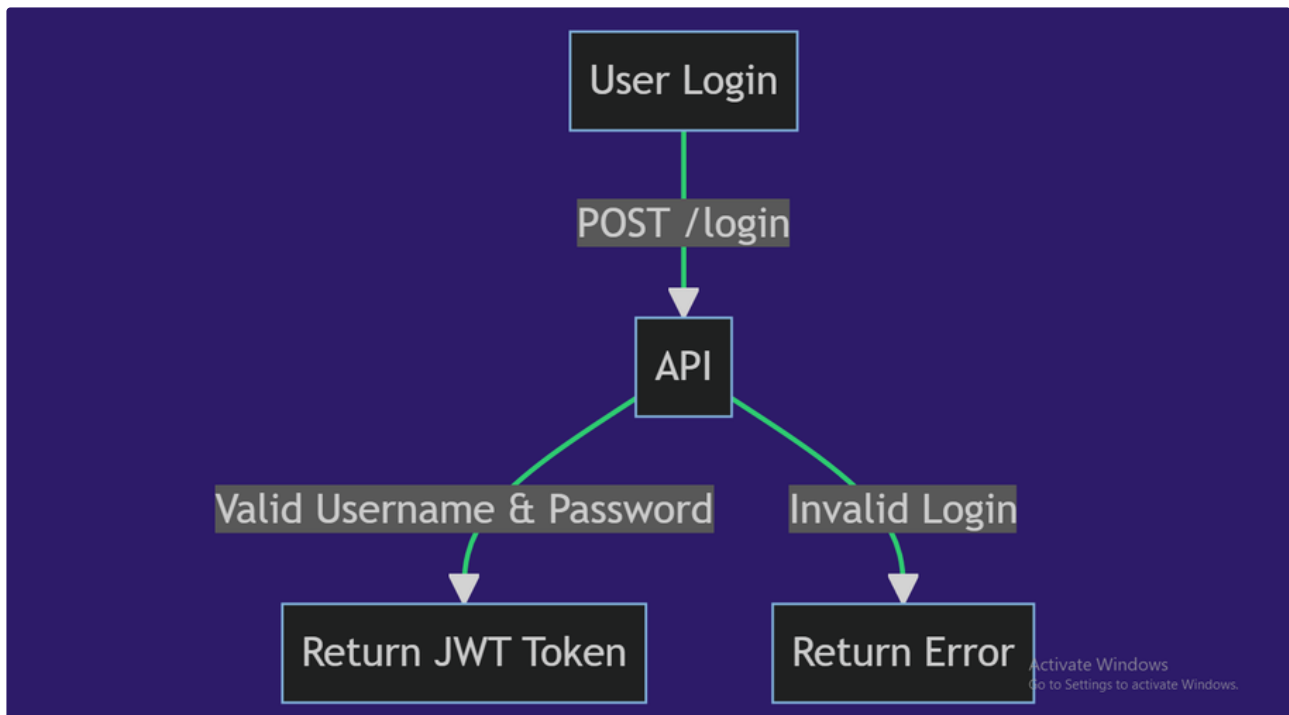 User Login
POST /login
API
Valid Username & Password
Invalid Login
Return JWT Token
Return Error
Activate Windows
Go to Settings to activate Windows.